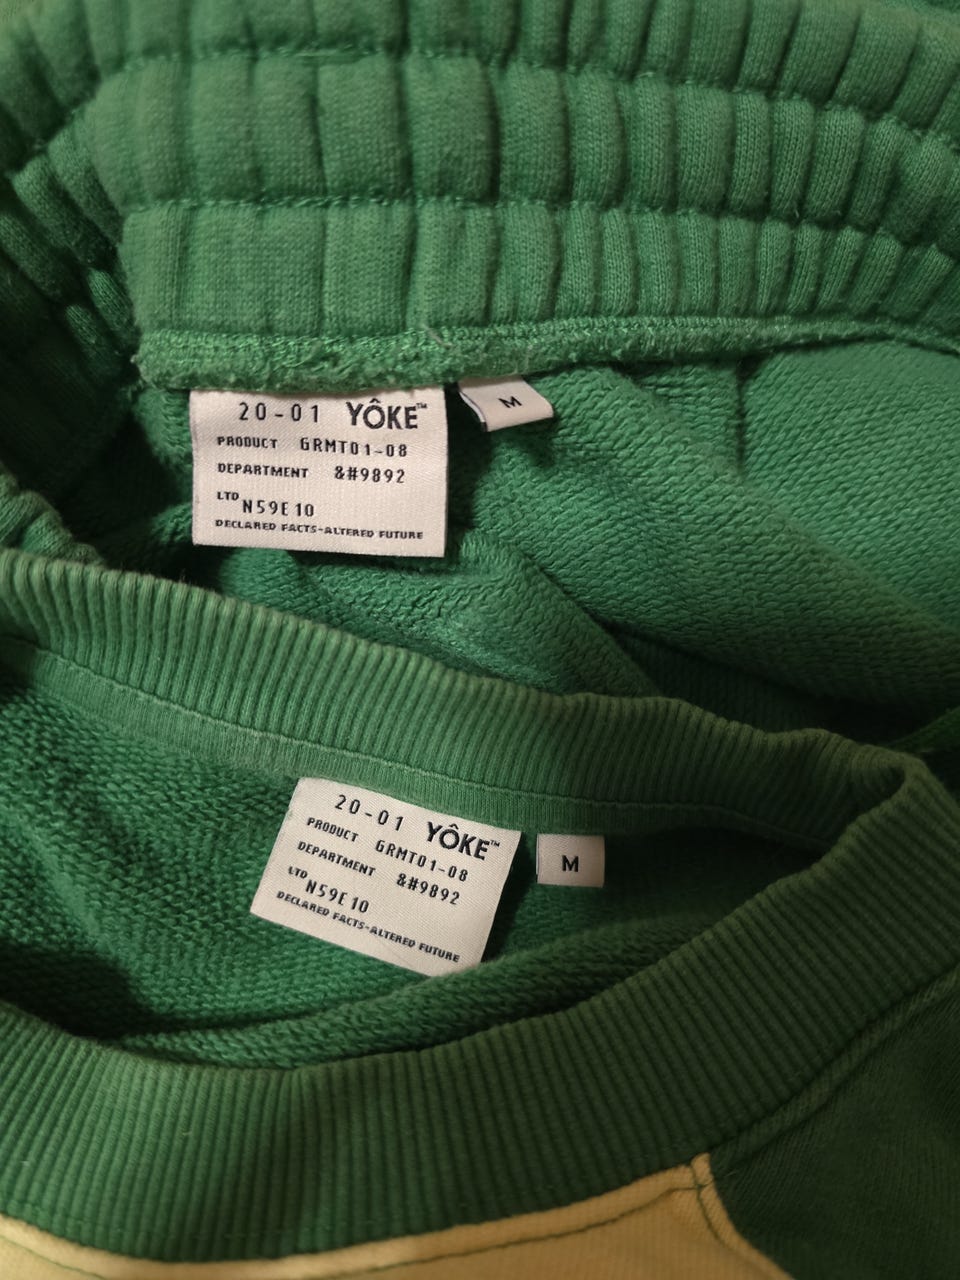 20-01 YÔKE™
PRODUCT GRMT01-08
DEPARTMENT &#9892
LTD N59E10
DECLARED FACTS-ALTERED FUTURE
M
20-01 YÔKE™
PRODUCT GRMT01-08
DEPARTMENT &#9892
LTD N59E10
DECLARED FACTS-ALTERED FUTURE
M